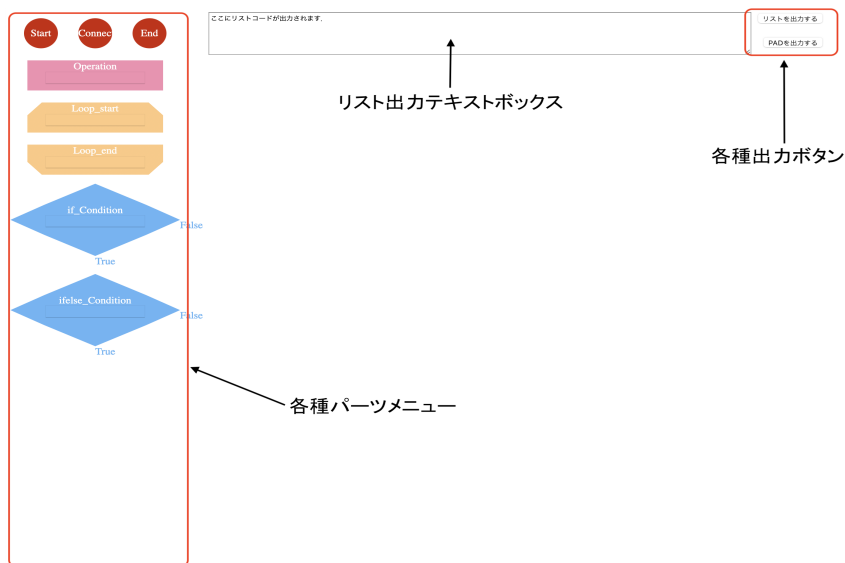 Start
Connec
End
Operation
Loop_start
Loop_end
if_Condition
False
True
ifelse_Condition
False
True
ここにリストコードが出力されます.
リストを出力する
PADを出力する
リスト出力テキストボックス
各種出力ボタン
各種パーツメニュー